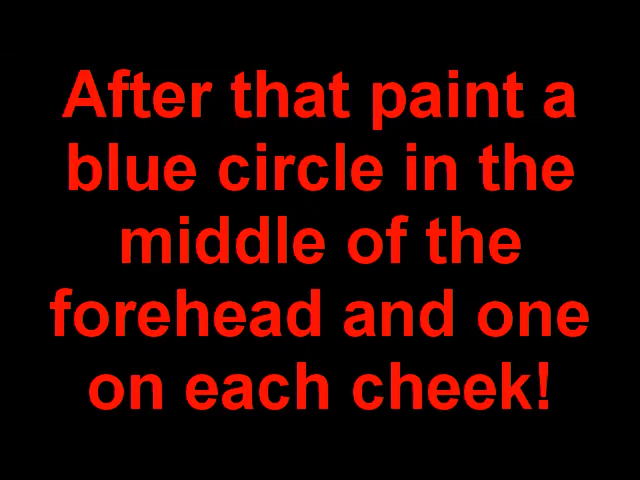 After that paint a
blue circle in the
middle of the
forehead and one
on each cheek!